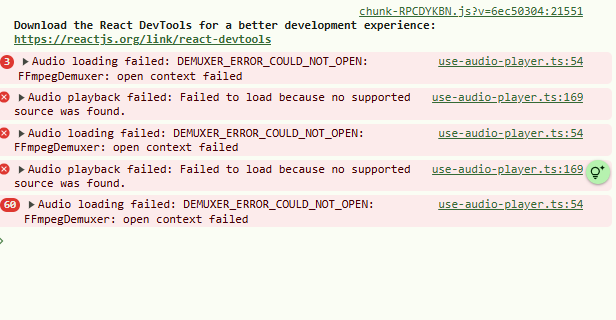 chunk-RPCDYKBN.js?v=6ec50304:21551
Download the React DevTools for a better development experience:
https://reactjs.org/link/react-devtools
3 Audio loading failed: DEMUXER_ERROR_COULD_NOT_OPEN: use-audio-player.ts:54
FFmpegDemuxer: open context failed
Audio playback failed: Failed to load because no supported use-audio-player.ts:169
source was found.
Audio loading failed: DEMUXER_ERROR_COULD_NOT_OPEN: use-audio-player.ts:54
FFmpegDemuxer: open context failed
Audio playback failed: Failed to load because no supported use-audio-player.ts:169
source was found.
60 Audio loading failed: DEMUXER_ERROR_COULD_NOT_OPEN: use-audio-player.ts:54
FFmpegDemuxer: open context failed